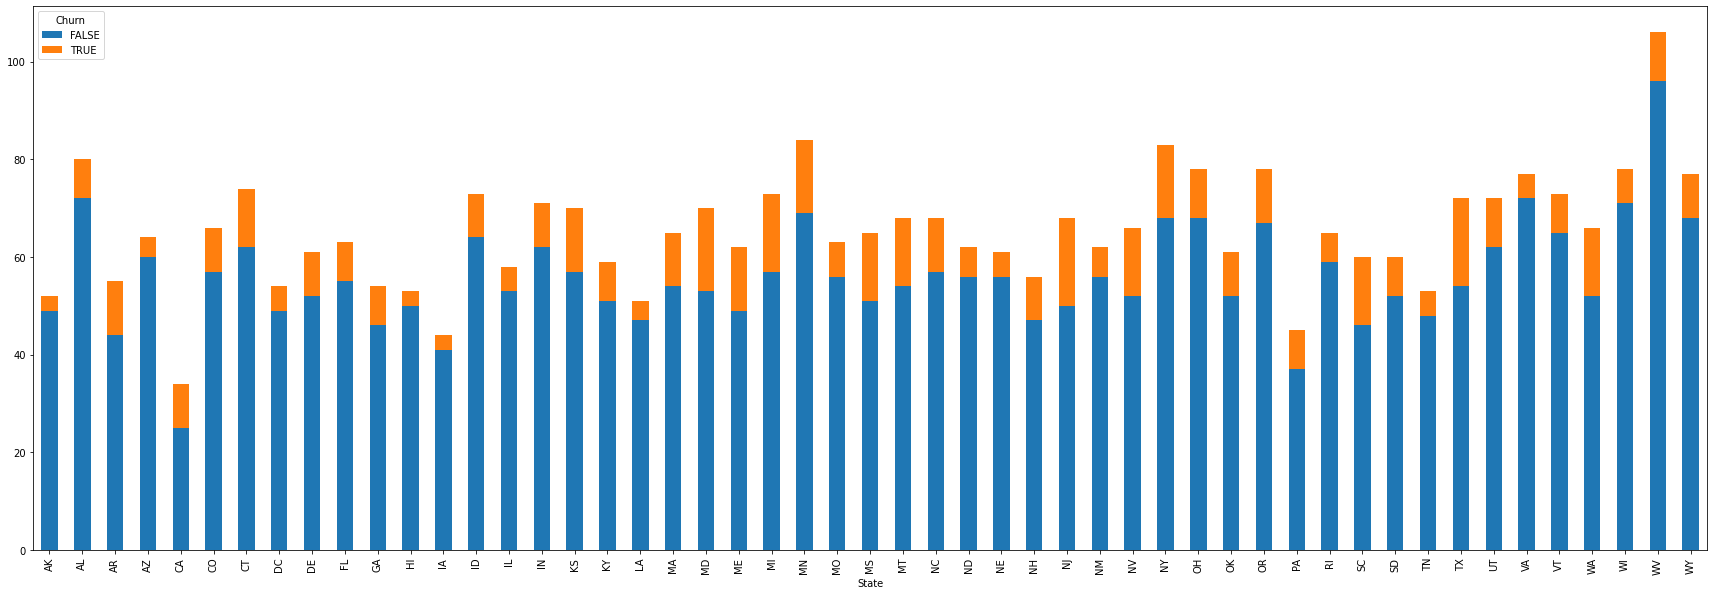 Churn
FALSE
TRUE
100
80
60
40
20
0
AK AL AR AZ CA CO CT DC DE FL GA HI IA ID IL IN KS KY LA MA MD ME MI MN MO MS MT NC ND NE NH NJ NM NV NY OH OK OR PA RI SC SD TN TX UT VA VT WA WI WV WY
State